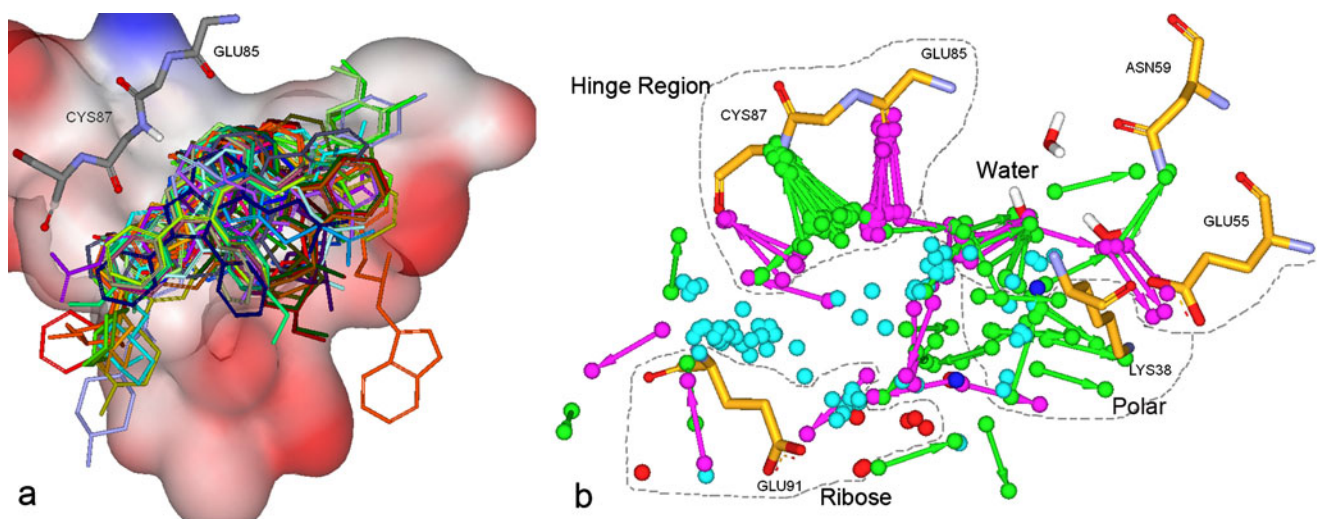 GLU85
CYS87
a
Hinge Region
GLU85
CYS87
ASN59
Water
GLU55
LYS38
Polar
GLU91
Ribose
b